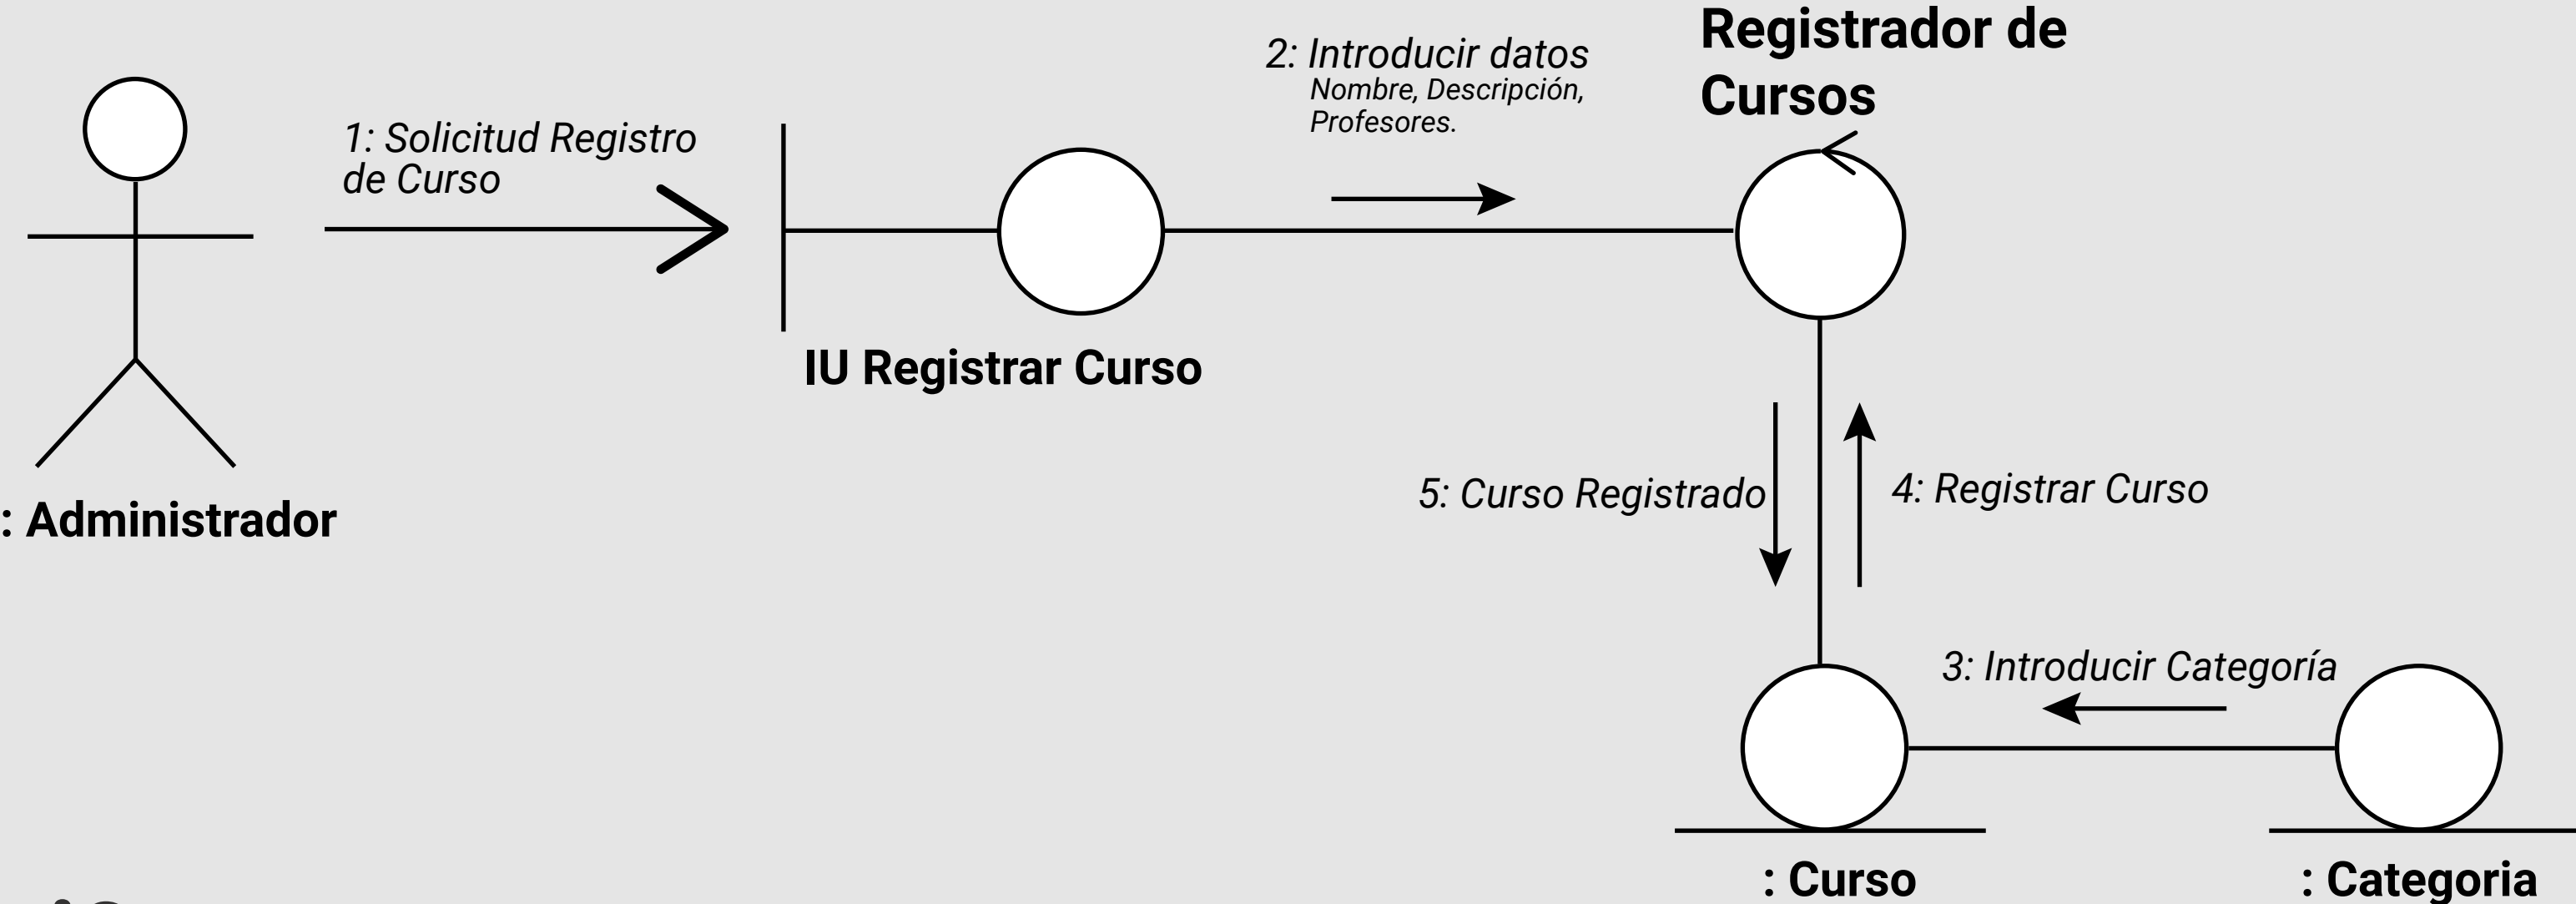 Registrador de
Cursos
2: Introducir datos
Nombre, Descripción,
Profesores.
1: Solicitud Registro
de Curso
IU Registrar Curso
: Administrador
5: Curso Registrado
4: Registrar Curso
3: Introducir Categoría
: Curso
: Categoria